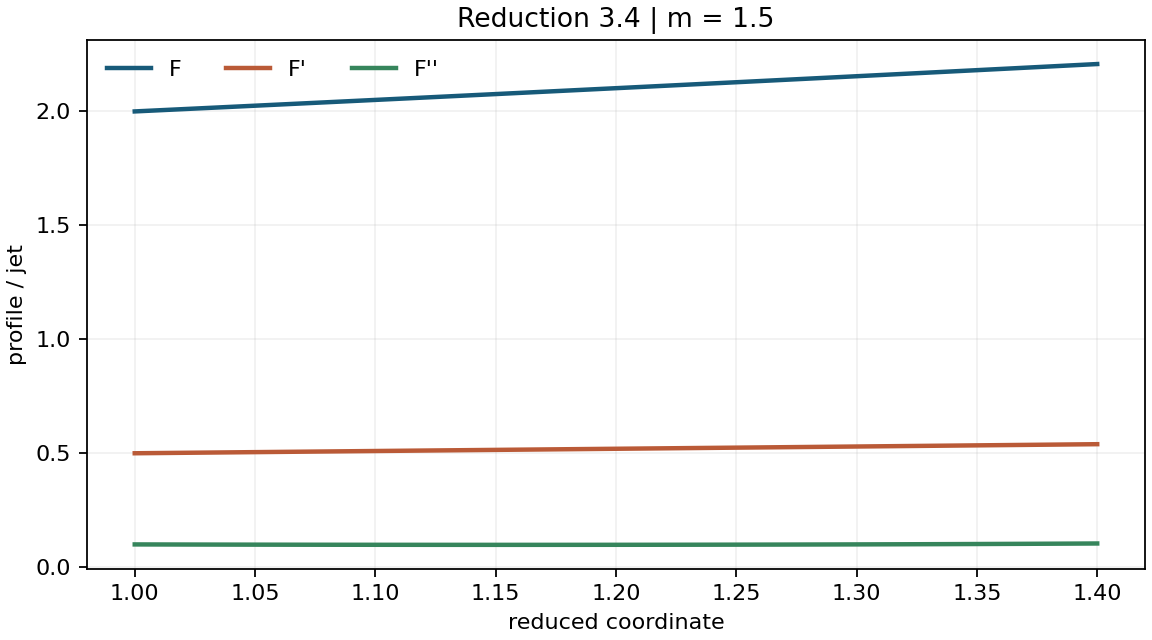 Reduction 3.4 | m = 1.5
F F' F''
profile / jet
2.0
1.5
1.0
0.5
0.0
1.00 1.05 1.10 1.15 1.20 1.25 1.30 1.35 1.40
reduced coordinate